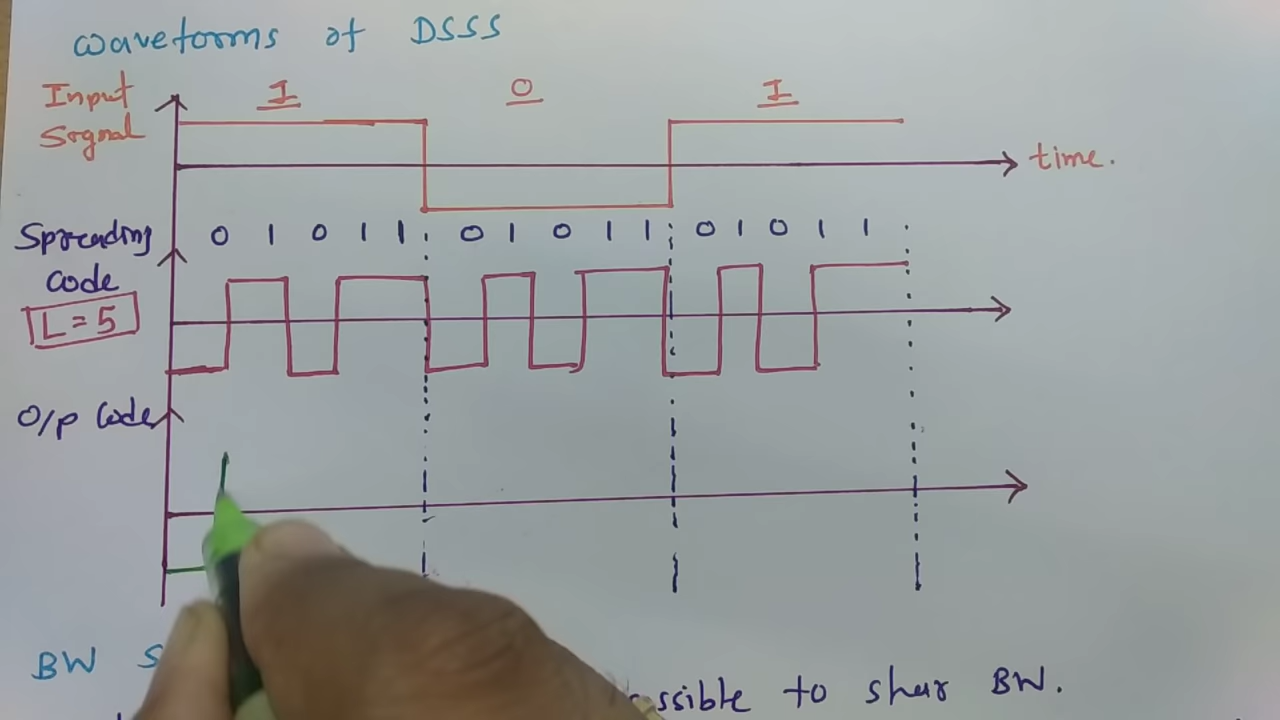 waveforms of DSSS
Input
Signal
1 0 1
time.
Spreading
code
0 1 0 1 1 0 1 0 1 1 0 1 0 1 1
L = 5
O/P Code
BW
to shar BW.